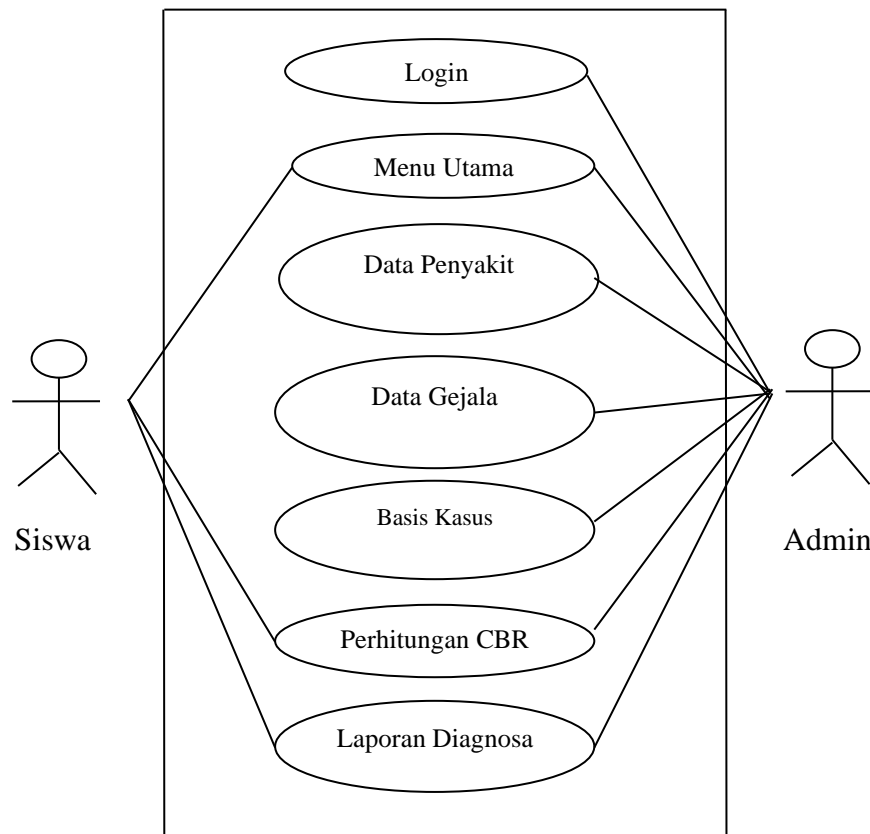 Login
Menu Utama
Data Penyakit
Data Gejala
Siswa
Basis Kasus
Admin
Perhitungan CBR
Laporan Diagnosa